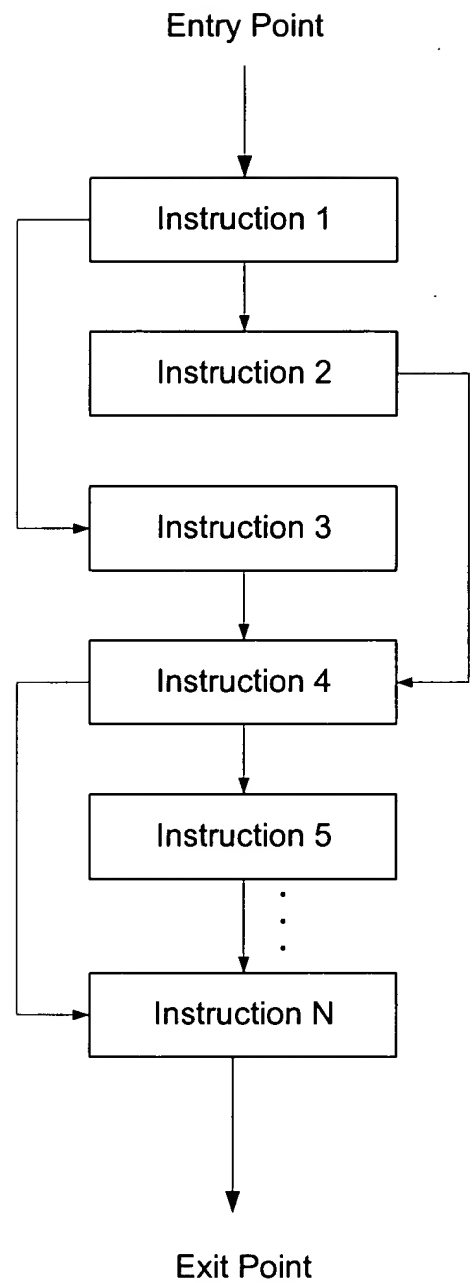 Entry Point
Instruction 1
Instruction 2
Instruction 3
Instruction 4
Instruction 5
Instruction N
Exit Point